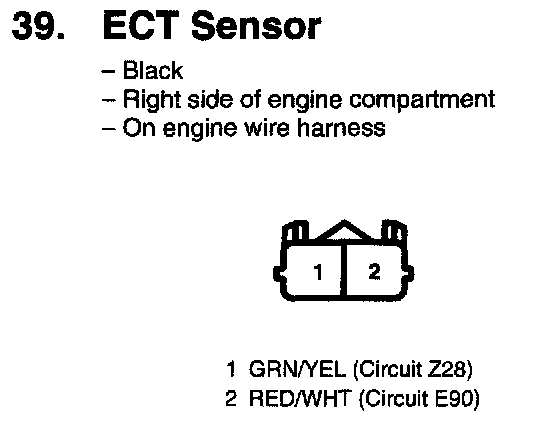 39. ECT Sensor
– Black
– Right side of engine compartment
– On engine wire harness
1 2
1 GRN/YEL (Circuit Z28)
2 RED/WHT (Circuit E90)